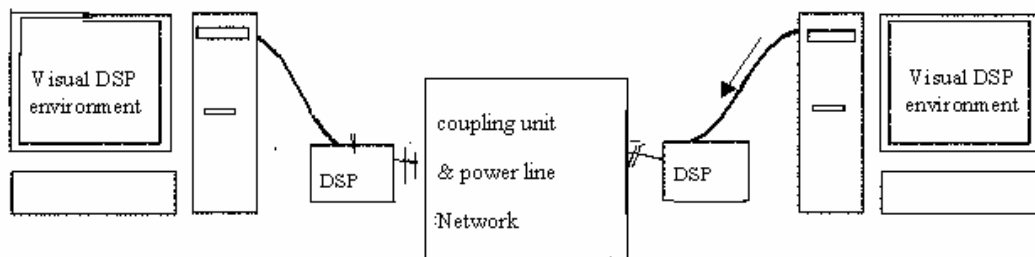 Visual DSP
environment
DSP
coupling unit
& power line
Network
DSP
Visual DSP
environment